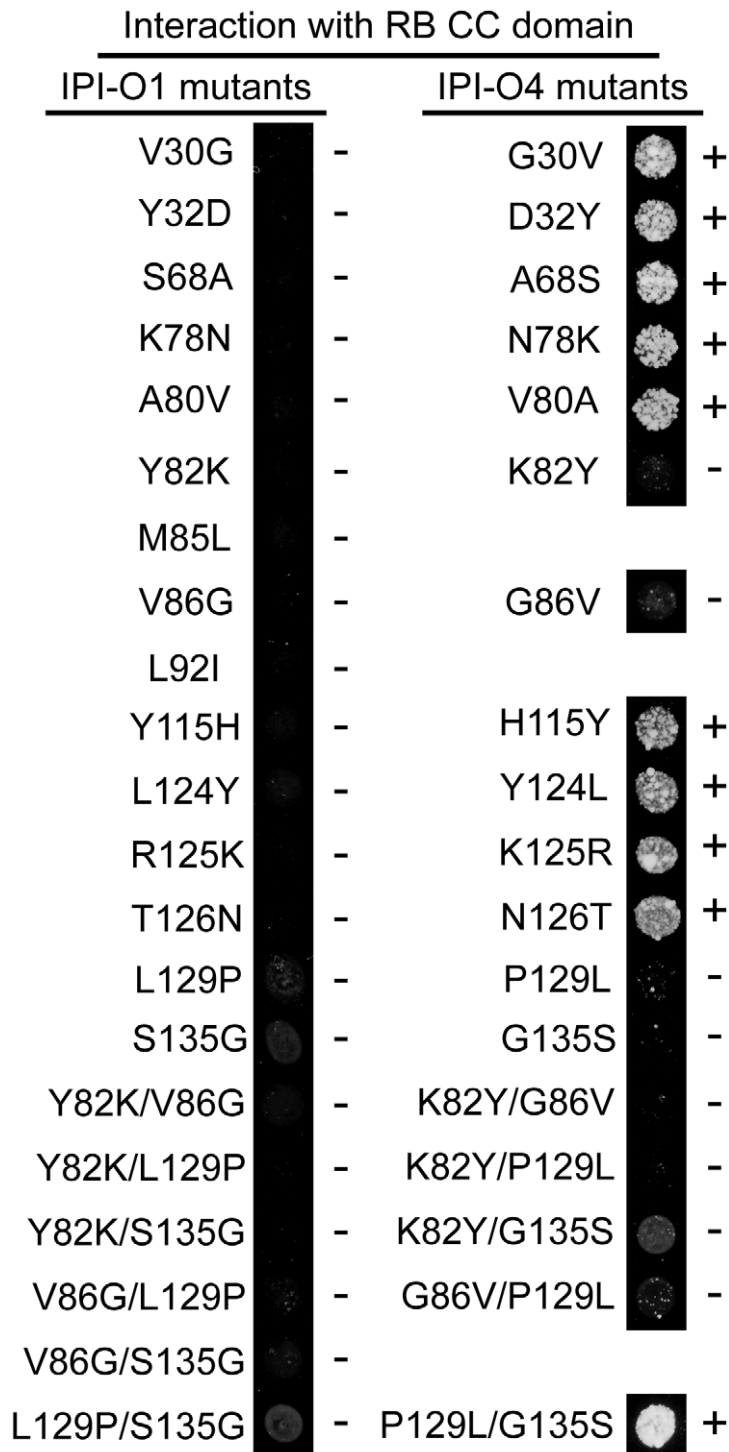 Interaction with RB CC domain
IPI-O1 mutants IPI-O4 mutants
V30G - G30V +
Y32D - D32Y +
S68A - A68S +
K78N - N78K +
A80V - V80A +
Y82K - K82Y -
M85L -
V86G - G86V -
L92I -
Y115H - H115Y +
L124Y - Y124L +
R125K - K125R +
T126N - N126T +
L129P - P129L -
S135G - G135S -
Y82K/V86G - K82Y/G86V -
Y82K/L129P - K82Y/P129L -
Y82K/S135G - K82Y/G135S -
V86G/L129P - G86V/P129L -
V86G/S135G -
L129P/S135G - P129L/G135S +